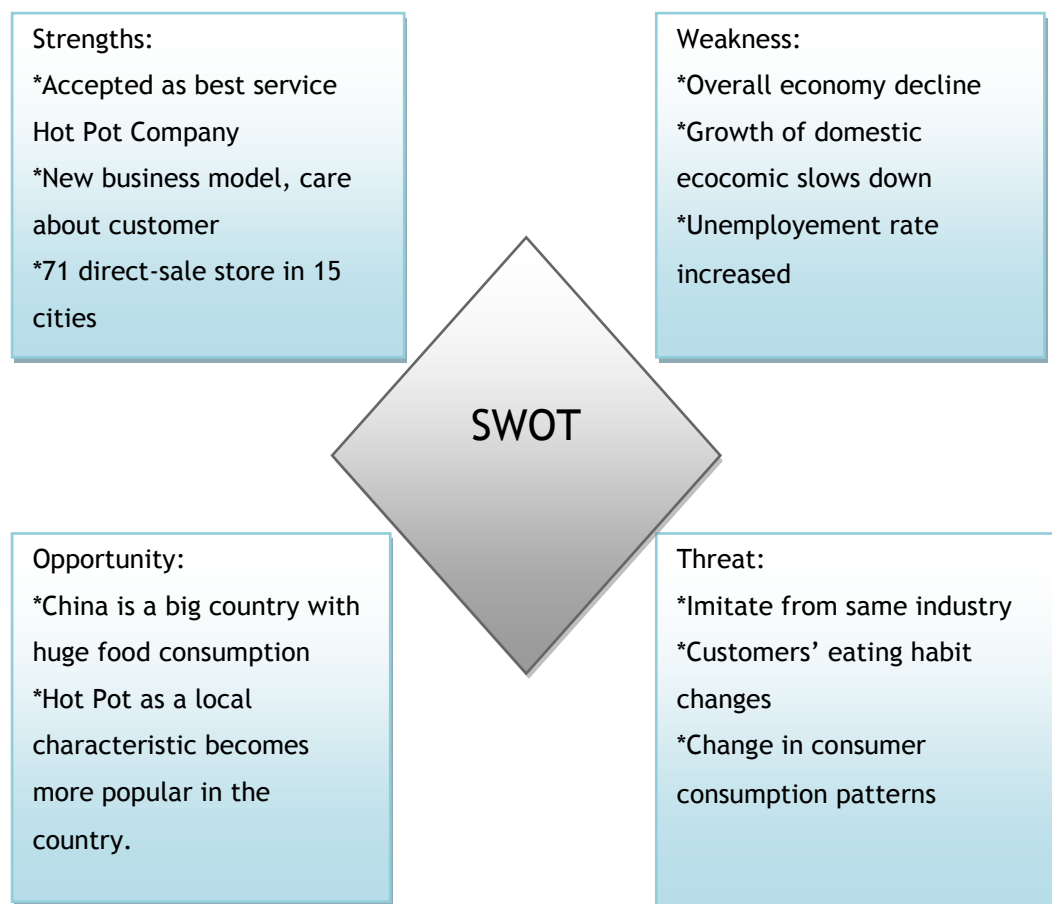 Strengths:
*Accepted as best service
Hot Pot Company
*New business model, care
about customer
*71 direct-sale store in 15
cities
Weakness:
*Overall economy decline
*Growth of domestic
ecocomic slows down
*Unemployement rate
increased
SWOT
Opportunity:
*China is a big country with
huge food consumption
*Hot Pot as a local
characteristic becomes
more popular in the
country.
Threat:
*Imitate from same industry
*Customers’ eating habit
changes
*Change in consumer
consumption patterns